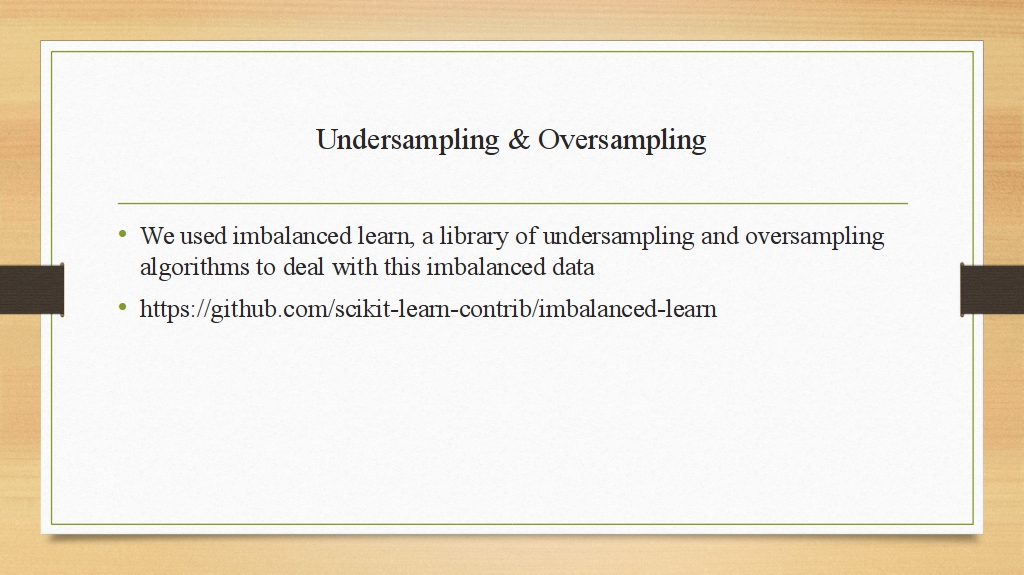 Undersampling & Oversampling
• We used imbalanced learn, a library of undersampling and oversampling
algorithms to deal with this imbalanced data
• https://github.com/scikit-learn-contrib/imbalanced-learn